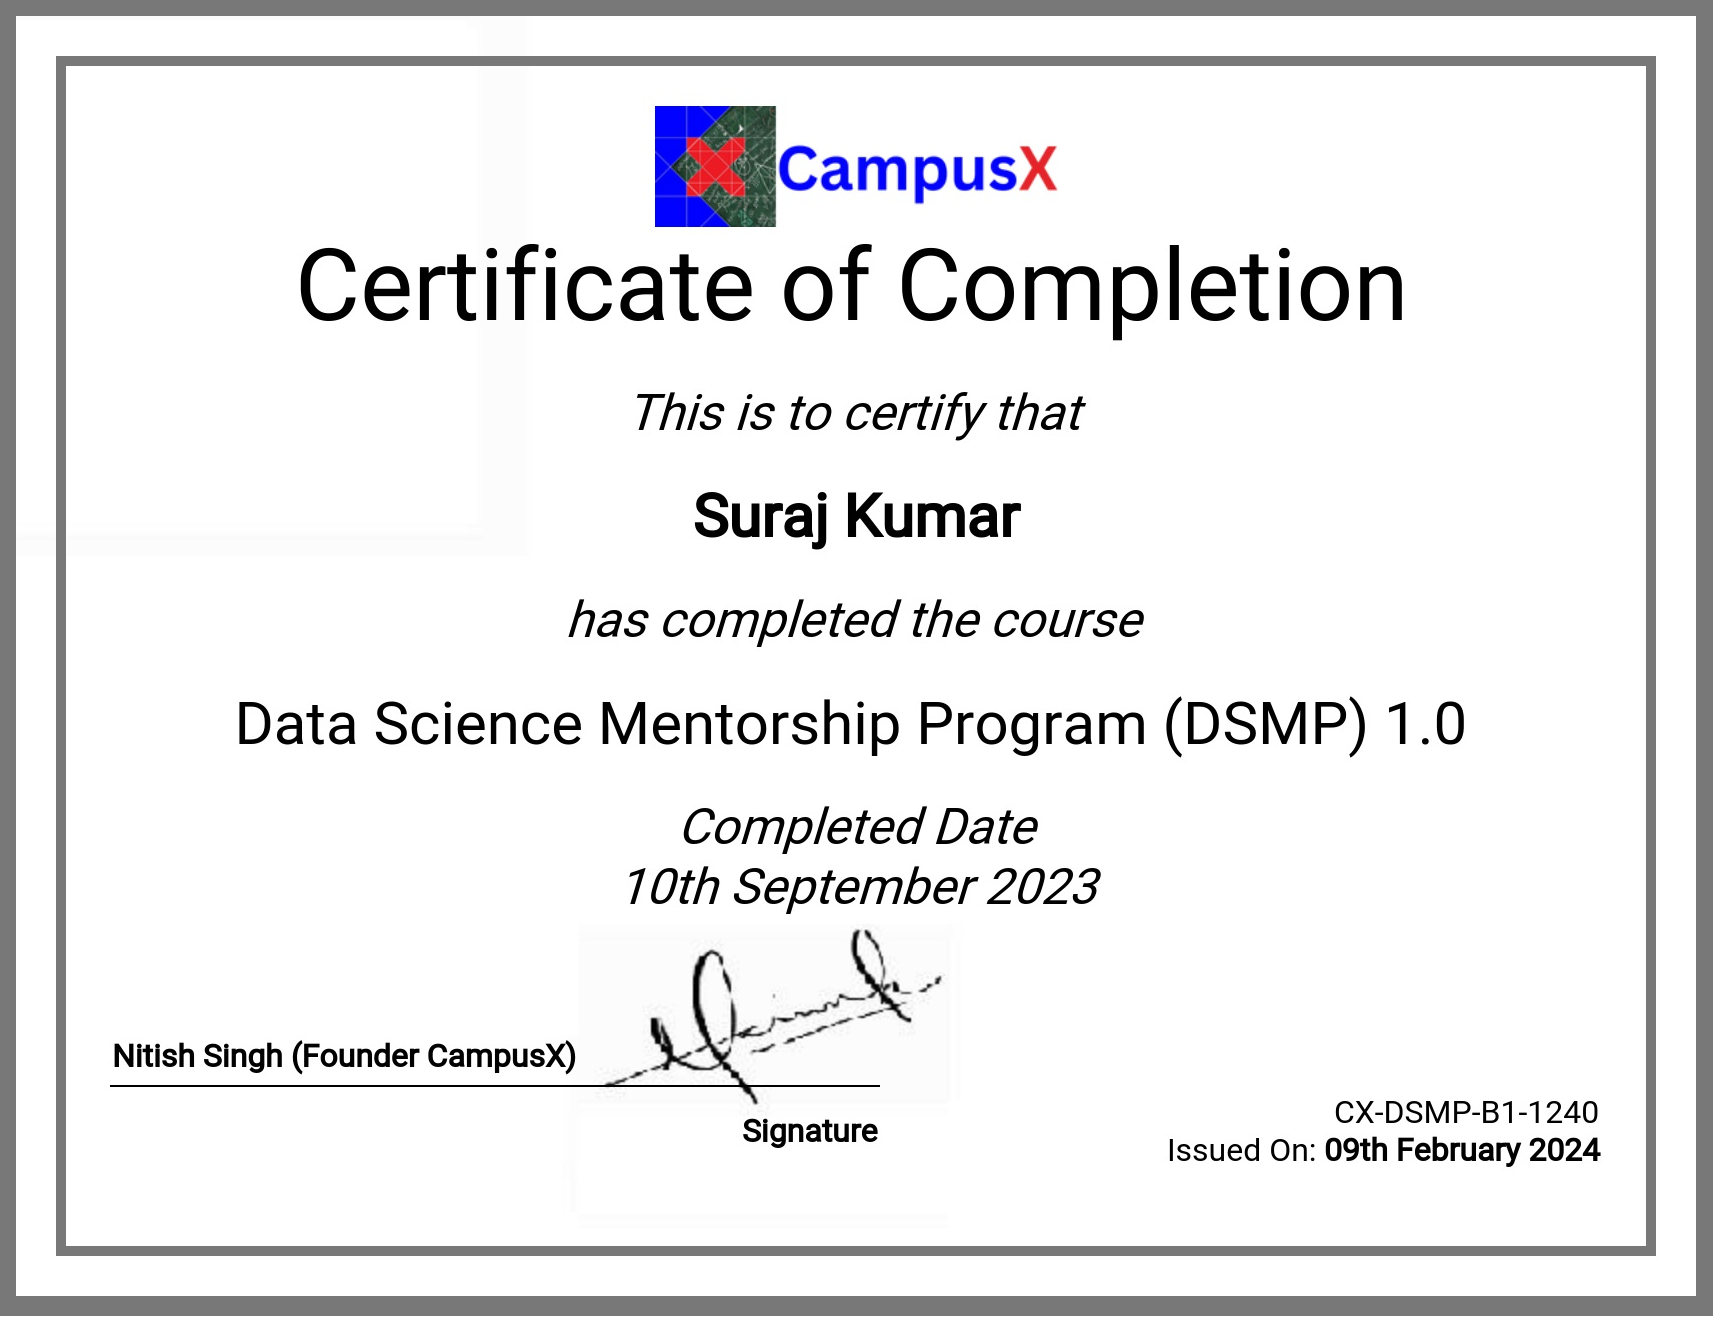 CampusX
Certificate of Completion
This is to certify that
Suraj Kumar
has completed the course
Data Science Mentorship Program (DSMP) 1.0
Completed Date
10th September 2023
Nitish Singh (Founder CampusX)
Signature
CX-DSMP-B1-1240
Issued On: 09th February 2024